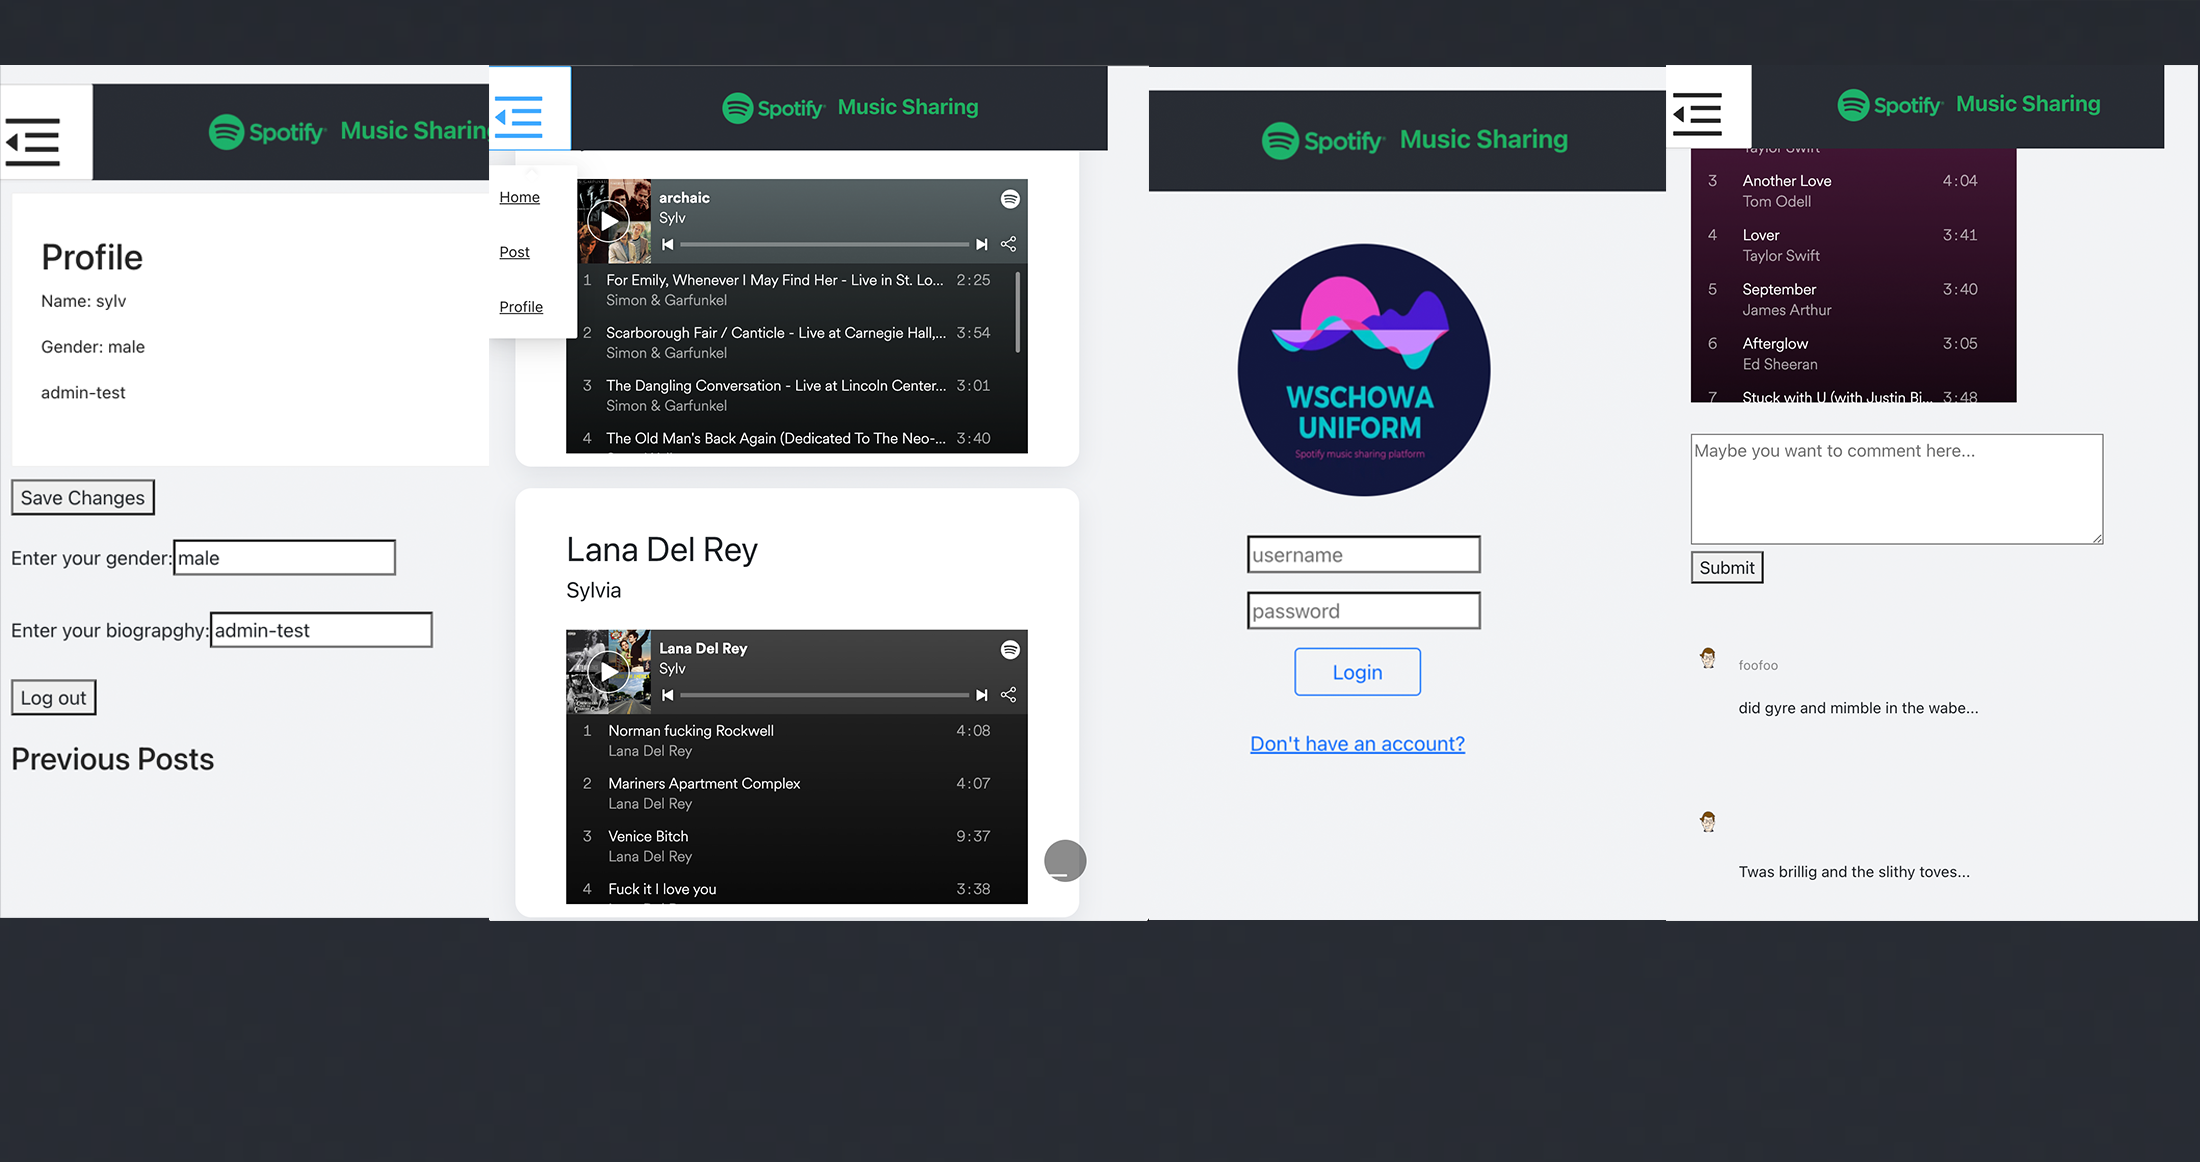 Spotify Music Sharing
Profile
Name: sylv
Gender: male
admin-test
Save Changes
Enter your gender: male
Enter your biograpghy: admin-test
Log out
Previous Posts
Spotify Music Sharing
Home
Post
Profile
archaic
Sylv
1 For Emily, Whenever I May Find Her - Live in St. Lo... 2:25
Simon & Garfunkel
2 Scarborough Fair / Canticle - Live at Carnegie Hall,... 3:54
Simon & Garfunkel
3 The Dangling Conversation - Live at Lincoln Center... 3:01
Simon & Garfunkel
4 The Old Man's Back Again (Dedicated To The Neo-... 3:40
Lana Del Rey
Sylvia
Lana Del Rey
Sylv
1 Norman fucking Rockwell 4:08
Lana Del Rey
2 Mariners Apartment Complex 4:07
Lana Del Rey
3 Venice Bitch 9:37
Lana Del Rey
4 Fuck it I love you 3:38
Spotify Music Sharing
WSCHOWA
UNIFORM
Spotify music sharing platform
username
password
Login
Don't have an account?
Spotify Music Sharing
Taylor Swift
3 Another Love 4:04
Tom Odell
4 Lover 3:41
Taylor Swift
5 September 3:40
James Arthur
6 Afterglow 3:05
Ed Sheeran
7 Stuck with U (with Justin Bi... 3:48
Maybe you want to comment here...
Submit
foofoo
did gyre and mimble in the wabe...
Twas brillig and the slithy toves...